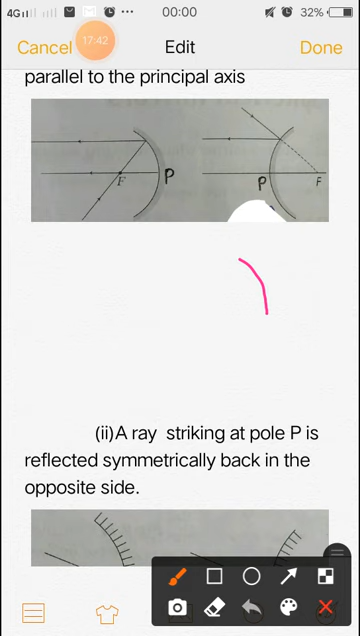 4G 00:00 32%
Cancel 17:42 Edit Done
parallel to the principal axis
F P P F
(ii)A ray striking at pole P is
reflected symmetrically back in the
opposite side.